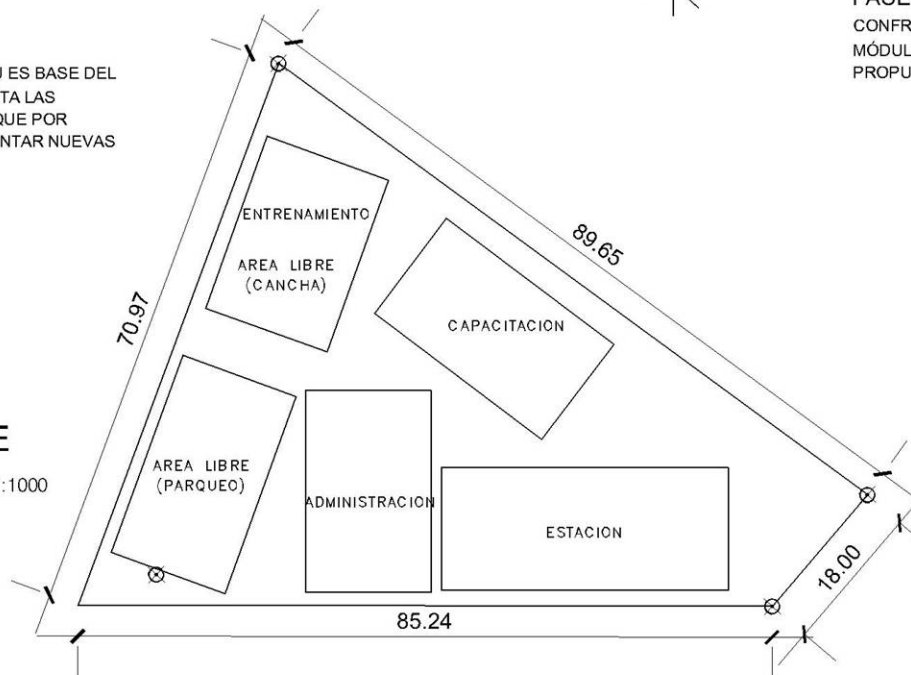 ES BASE DEL
TA LAS
QUE POR
NTAR NUEVAS
CONFR
MÓDUL
PROPU
89.65
70.97
ENTRENAMIENTO
AREA LIBRE
(CANCHA)
CAPACITACION
E
:1000
AREA LIBRE
(PARQUEO)
ADMINISTRACION
ESTACION
18.00
85.24